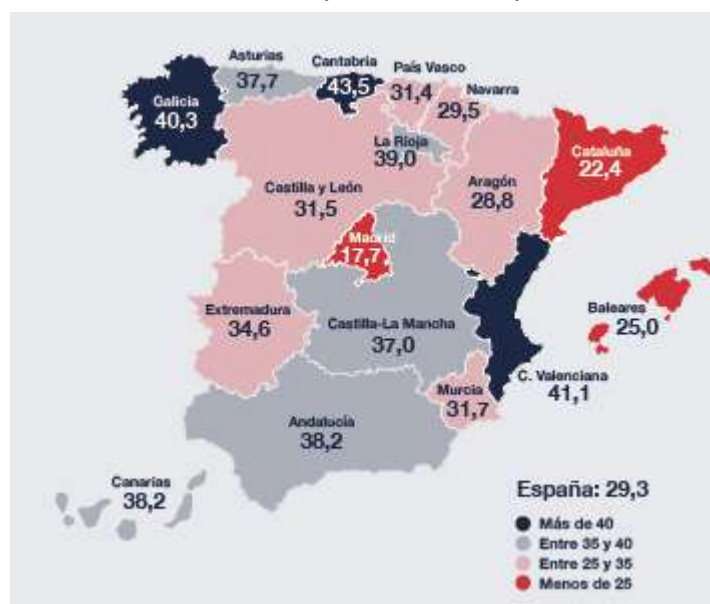 Asturias
37,7
Cantabria
43,5
País Vasco
31,4
Navarra
29,5
Galicia
40,3
La Rioja
39,0
Cataluña
22,4
Aragón
28,8
Castilla y León
31,5
Madrid
17,7
Extremadura
34,6
Castilla-La Mancha
37,0
Baleares
25,0
C. Valenciana
41,1
Murcia
31,7
Andalucía
38,2
Canarias
38,2
España: 29,3
Más de 40
Entre 35 y 40
Entre 25 y 35
Menos de 25